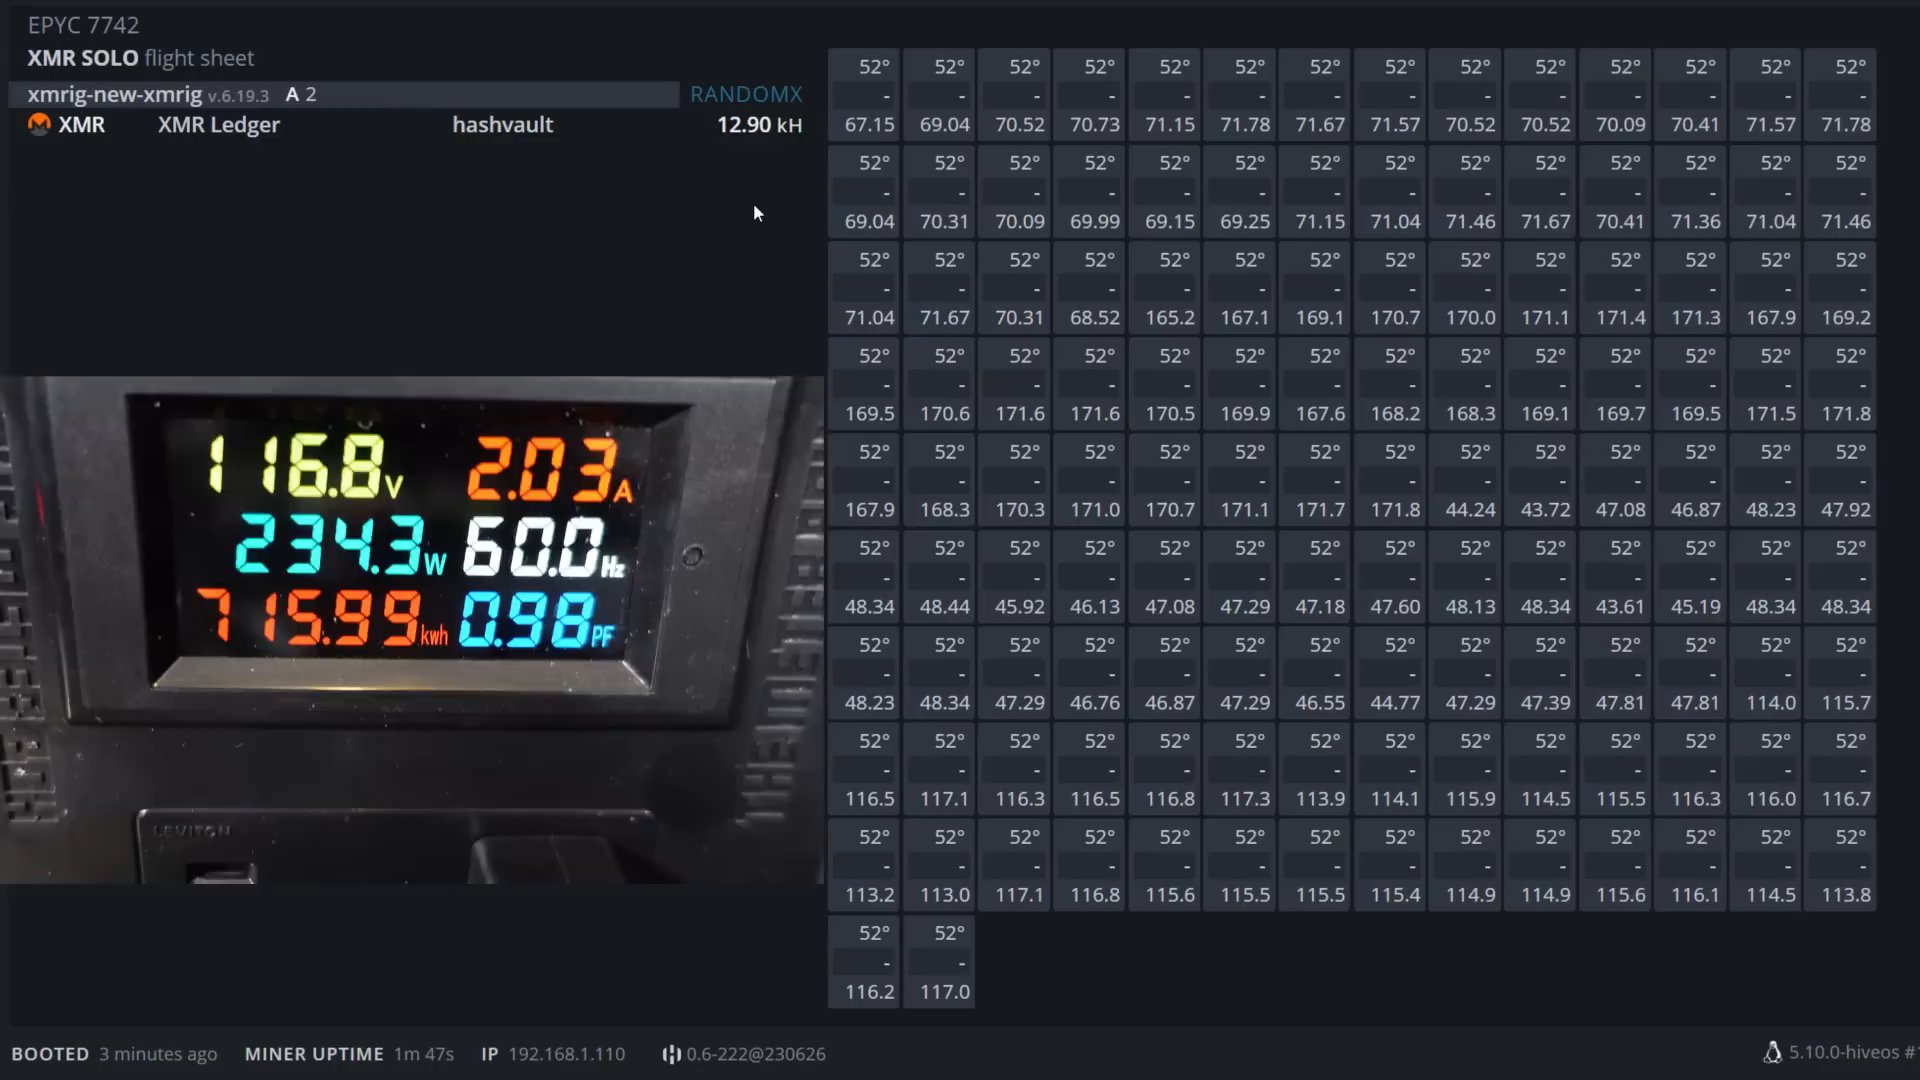 EPYC 7742
XMR SOLO flight sheet
xmrig-new-xmrig v.6.19.3 A 2 RANDOMX
XMR XMR Ledger hashvault 12.90 kH
52° 52° 52° 52° 52° 52° 52° 52° 52° 52° 52° 52° 52° 52°
- - - - - - - - - - - - - -
67.15 69.04 70.52 70.73 71.15 71.78 71.67 71.57 70.52 70.52 70.09 70.41 71.57 71.78
52° 52° 52° 52° 52° 52° 52° 52° 52° 52° 52° 52° 52° 52°
- - - - - - - - - - - - - -
69.04 70.31 70.09 69.99 69.15 69.25 71.15 71.04 71.46 71.67 70.41 71.36 71.04 71.46
52° 52° 52° 52° 52° 52° 52° 52° 52° 52° 52° 52° 52° 52°
- - - - - - - - - - - - - -
71.04 71.67 70.31 68.52 165.2 167.1 169.1 170.7 170.0 171.1 171.4 171.3 167.9 169.2
52° 52° 52° 52° 52° 52° 52° 52° 52° 52° 52° 52° 52° 52°
- - - - - - - - - - - - - -
169.5 170.6 171.6 171.6 170.5 169.9 167.6 168.2 168.3 169.1 169.7 169.5 171.5 171.8
52° 52° 52° 52° 52° 52° 52° 52° 52° 52° 52° 52° 52° 52°
- - - - - - - - - - - - - -
167.9 168.3 170.3 171.0 170.7 171.1 171.7 171.8 44.24 43.72 47.08 46.87 48.23 47.92
52° 52° 52° 52° 52° 52° 52° 52° 52° 52° 52° 52° 52° 52°
- - - - - - - - - - - - - -
48.34 48.44 45.92 46.13 47.08 47.29 47.18 47.60 48.13 48.34 43.61 45.19 48.34 48.34
52° 52° 52° 52° 52° 52° 52° 52° 52° 52° 52° 52° 52° 52°
- - - - - - - - - - - - - -
48.23 48.34 47.29 46.76 46.87 47.29 46.55 44.77 47.29 47.39 47.81 47.81 114.0 115.7
52° 52° 52° 52° 52° 52° 52° 52° 52° 52° 52° 52° 52° 52°
- - - - - - - - - - - - - -
116.5 117.1 116.3 116.5 116.8 117.3 113.9 114.1 115.9 114.5 115.5 116.3 116.0 116.7
52° 52° 52° 52° 52° 52° 52° 52° 52° 52° 52° 52° 52° 52°
- - - - - - - - - - - - - -
113.2 113.0 117.1 116.8 115.6 115.5 115.5 115.4 114.9 114.9 115.6 116.1 114.5 113.8
52° 52°
- -
116.2 117.0
116.8 V 2.03 A
234.3 W 60.0 Hz
715.99 kwh 0.98 PF
LEVITON
BOOTED 3 minutes ago MINER UPTIME 1m 47s IP 192.168.1.110 0.6-222@230626 5.10.0-hiveos #